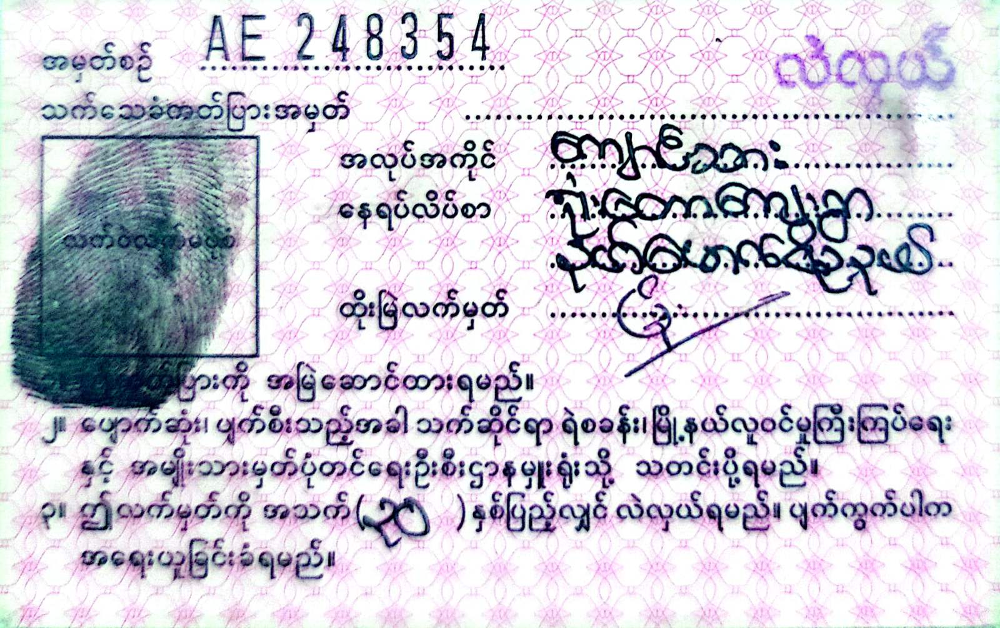 အမှတ်စဉ် AE 248354
လဲလှယ်
သက်သေခံကတ်ပြားအမှတ်
အလုပ်အကိုင် ကျောင်းသား
နေရပ်လိပ်စာ
လက်ဝဲလက်မပုံစံ
ထိုးမြဲလက်မှတ်
ကတ်ပြားကို အမြဲဆောင်ထားရမည်။
၂။ ပျောက်ဆုံး၊ ပျက်စီးသည့်အခါ သက်ဆိုင်ရာ ရဲစခန်း၊ မြို့နယ်လူဝင်မှုကြီးကြပ်ရေး
နှင့် အမျိုးသားမှတ်ပုံတင်ရေးဦးစီးဌာနမှူးရုံးသို့ သတင်းပို့ရမည်။
၃။ ဤလက်မှတ်ကို အသက်( ) နှစ်ပြည့်လျှင် လဲလှယ်ရမည်။ ပျက်ကွက်ပါက
အရေးယူခြင်းခံရမည်။